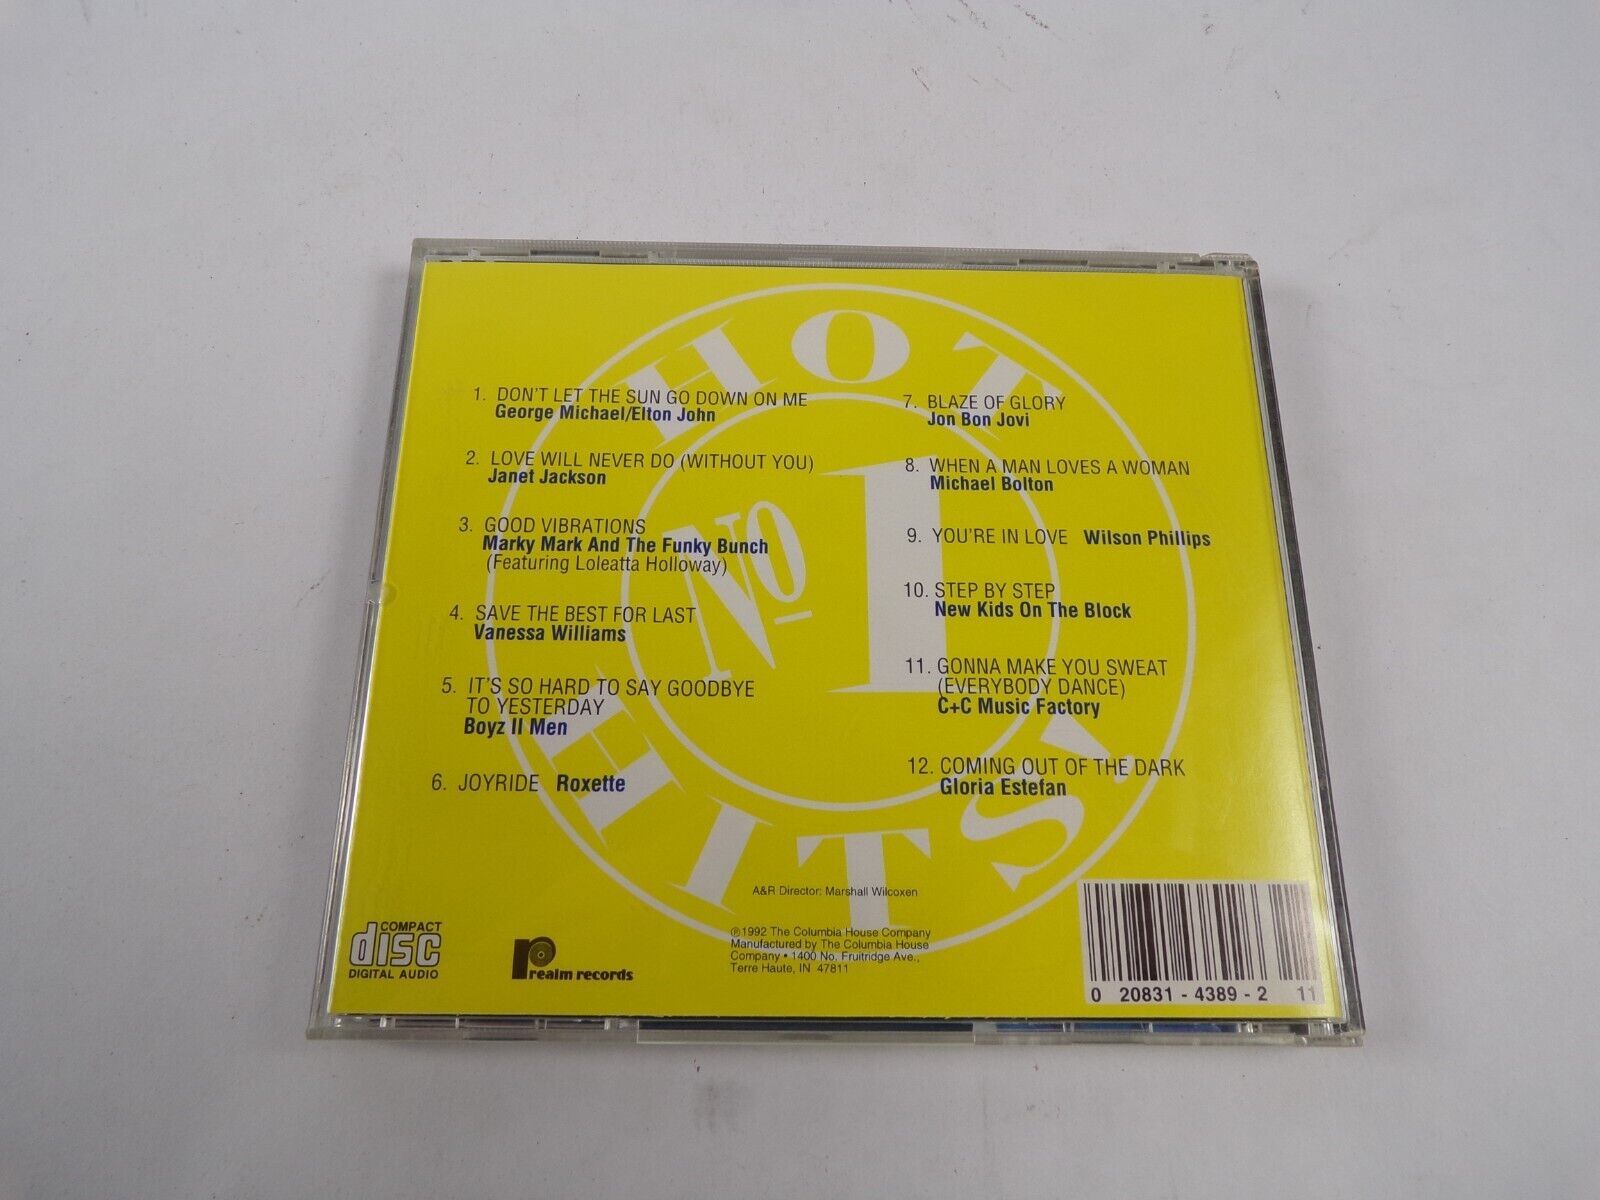 HOT
No 1
HITS!
1. DON'T LET THE SUN GO DOWN ON ME
George Michael/Elton John
2. LOVE WILL NEVER DO (WITHOUT YOU)
Janet Jackson
3. GOOD VIBRATIONS
Marky Mark And The Funky Bunch
(Featuring Loleatta Holloway)
4. SAVE THE BEST FOR LAST
Vanessa Williams
5. IT'S SO HARD TO SAY GOODBYE
TO YESTERDAY
Boyz II Men
6. JOYRIDE Roxette
7. BLAZE OF GLORY
Jon Bon Jovi
8. WHEN A MAN LOVES A WOMAN
Michael Bolton
9. YOU'RE IN LOVE Wilson Phillips
10. STEP BY STEP
New Kids On The Block
11. GONNA MAKE YOU SWEAT
(EVERYBODY DANCE)
C+C Music Factory
12. COMING OUT OF THE DARK
Gloria Estefan
A&R Director: Marshall Wilcoxen
COMPACT
disc
DIGITAL AUDIO
realm records
℗1992 The Columbia House Company
Manufactured by The Columbia House
Company • 1400 No. Fruitridge Ave.,
Terre Haute, IN 47811
0 20831 - 4389 - 2 11